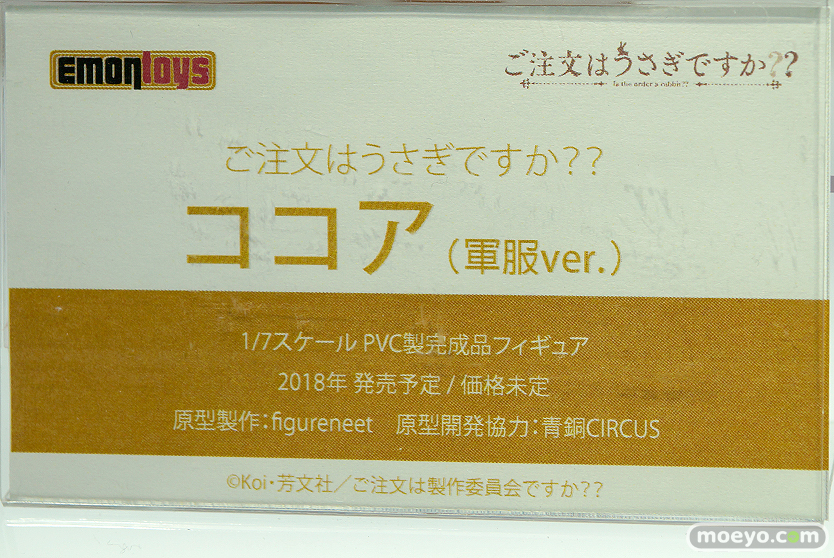 Emontoys
ご注文はうさぎですか??
Is the order a rabbit??
ご注文はうさぎですか??
ココア(軍服ver.)
1/7スケール PVC製完成品フィギュア
2018年 発売予定 / 価格未定
原型製作:figureneet 原型開発協力:青銅CIRCUS
©Koi・芳文社/ご注文は製作委員会ですか??
moeyo.com